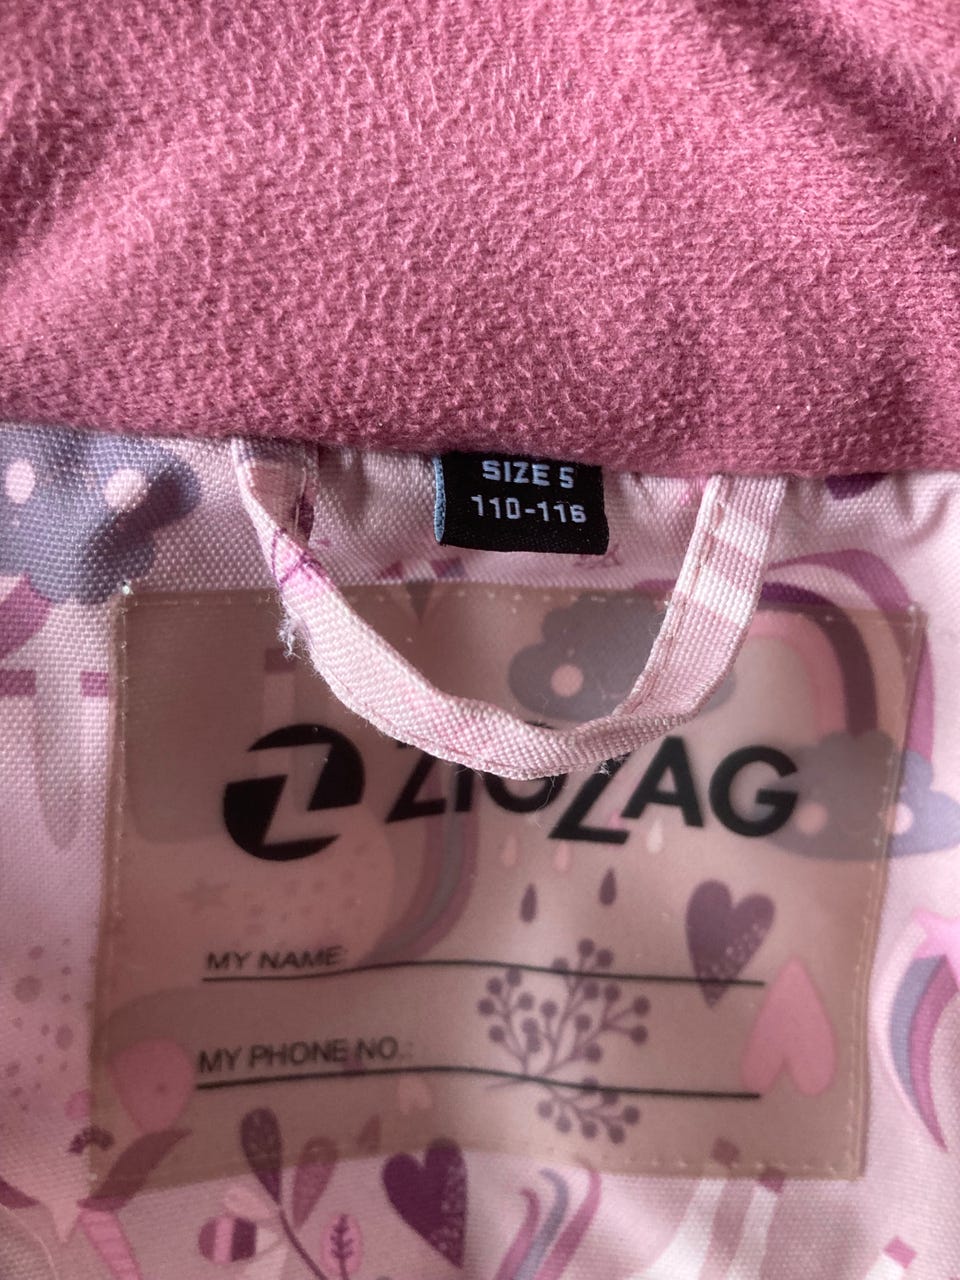 SIZE 5
110-116
ZIGZAG
MY NAME:
MY PHONE NO.: